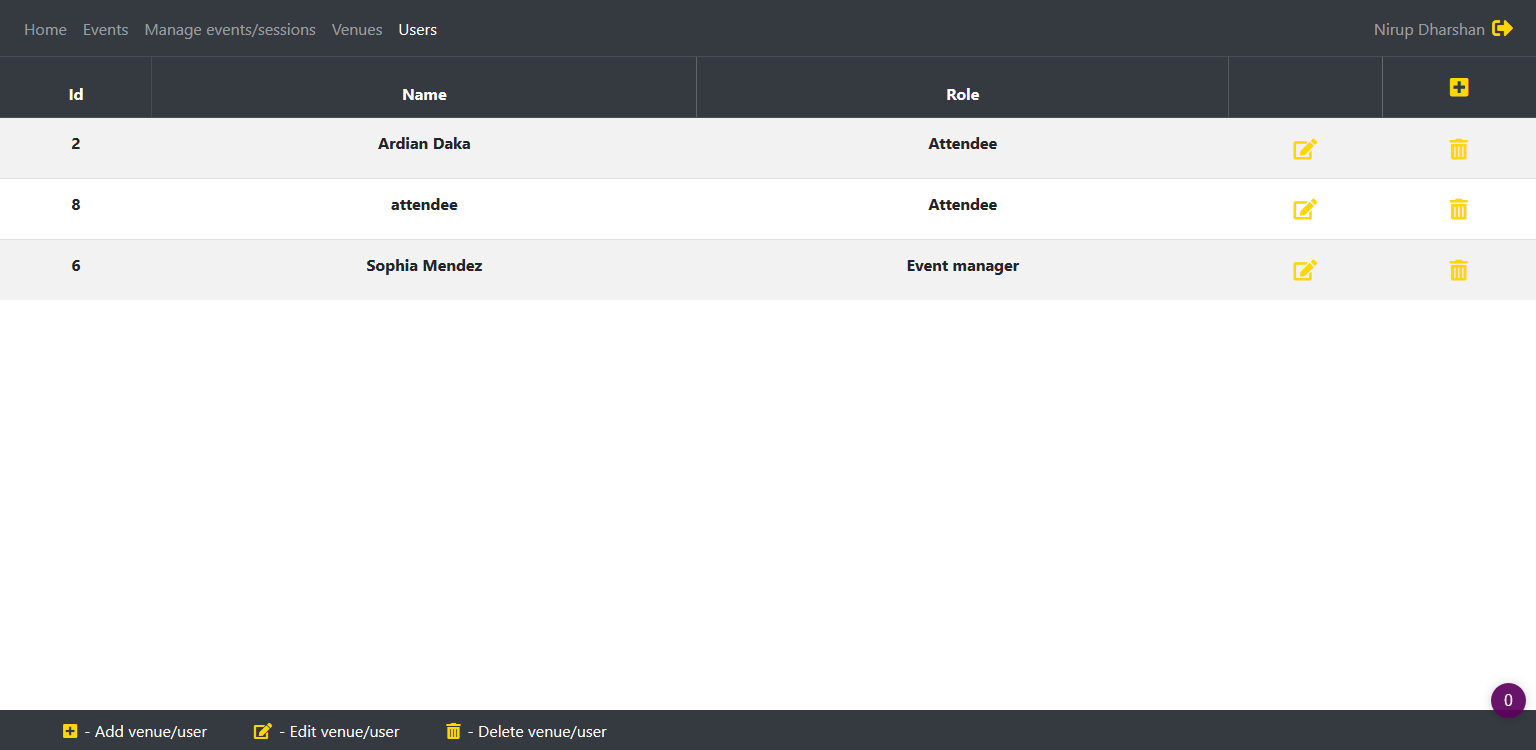 Home Events Manage events/sessions Venues Users Nirup Dharshan
Id Name Role
2 Ardian Daka Attendee
8 attendee Attendee
6 Sophia Mendez Event manager
0
- Add venue/user - Edit venue/user - Delete venue/user